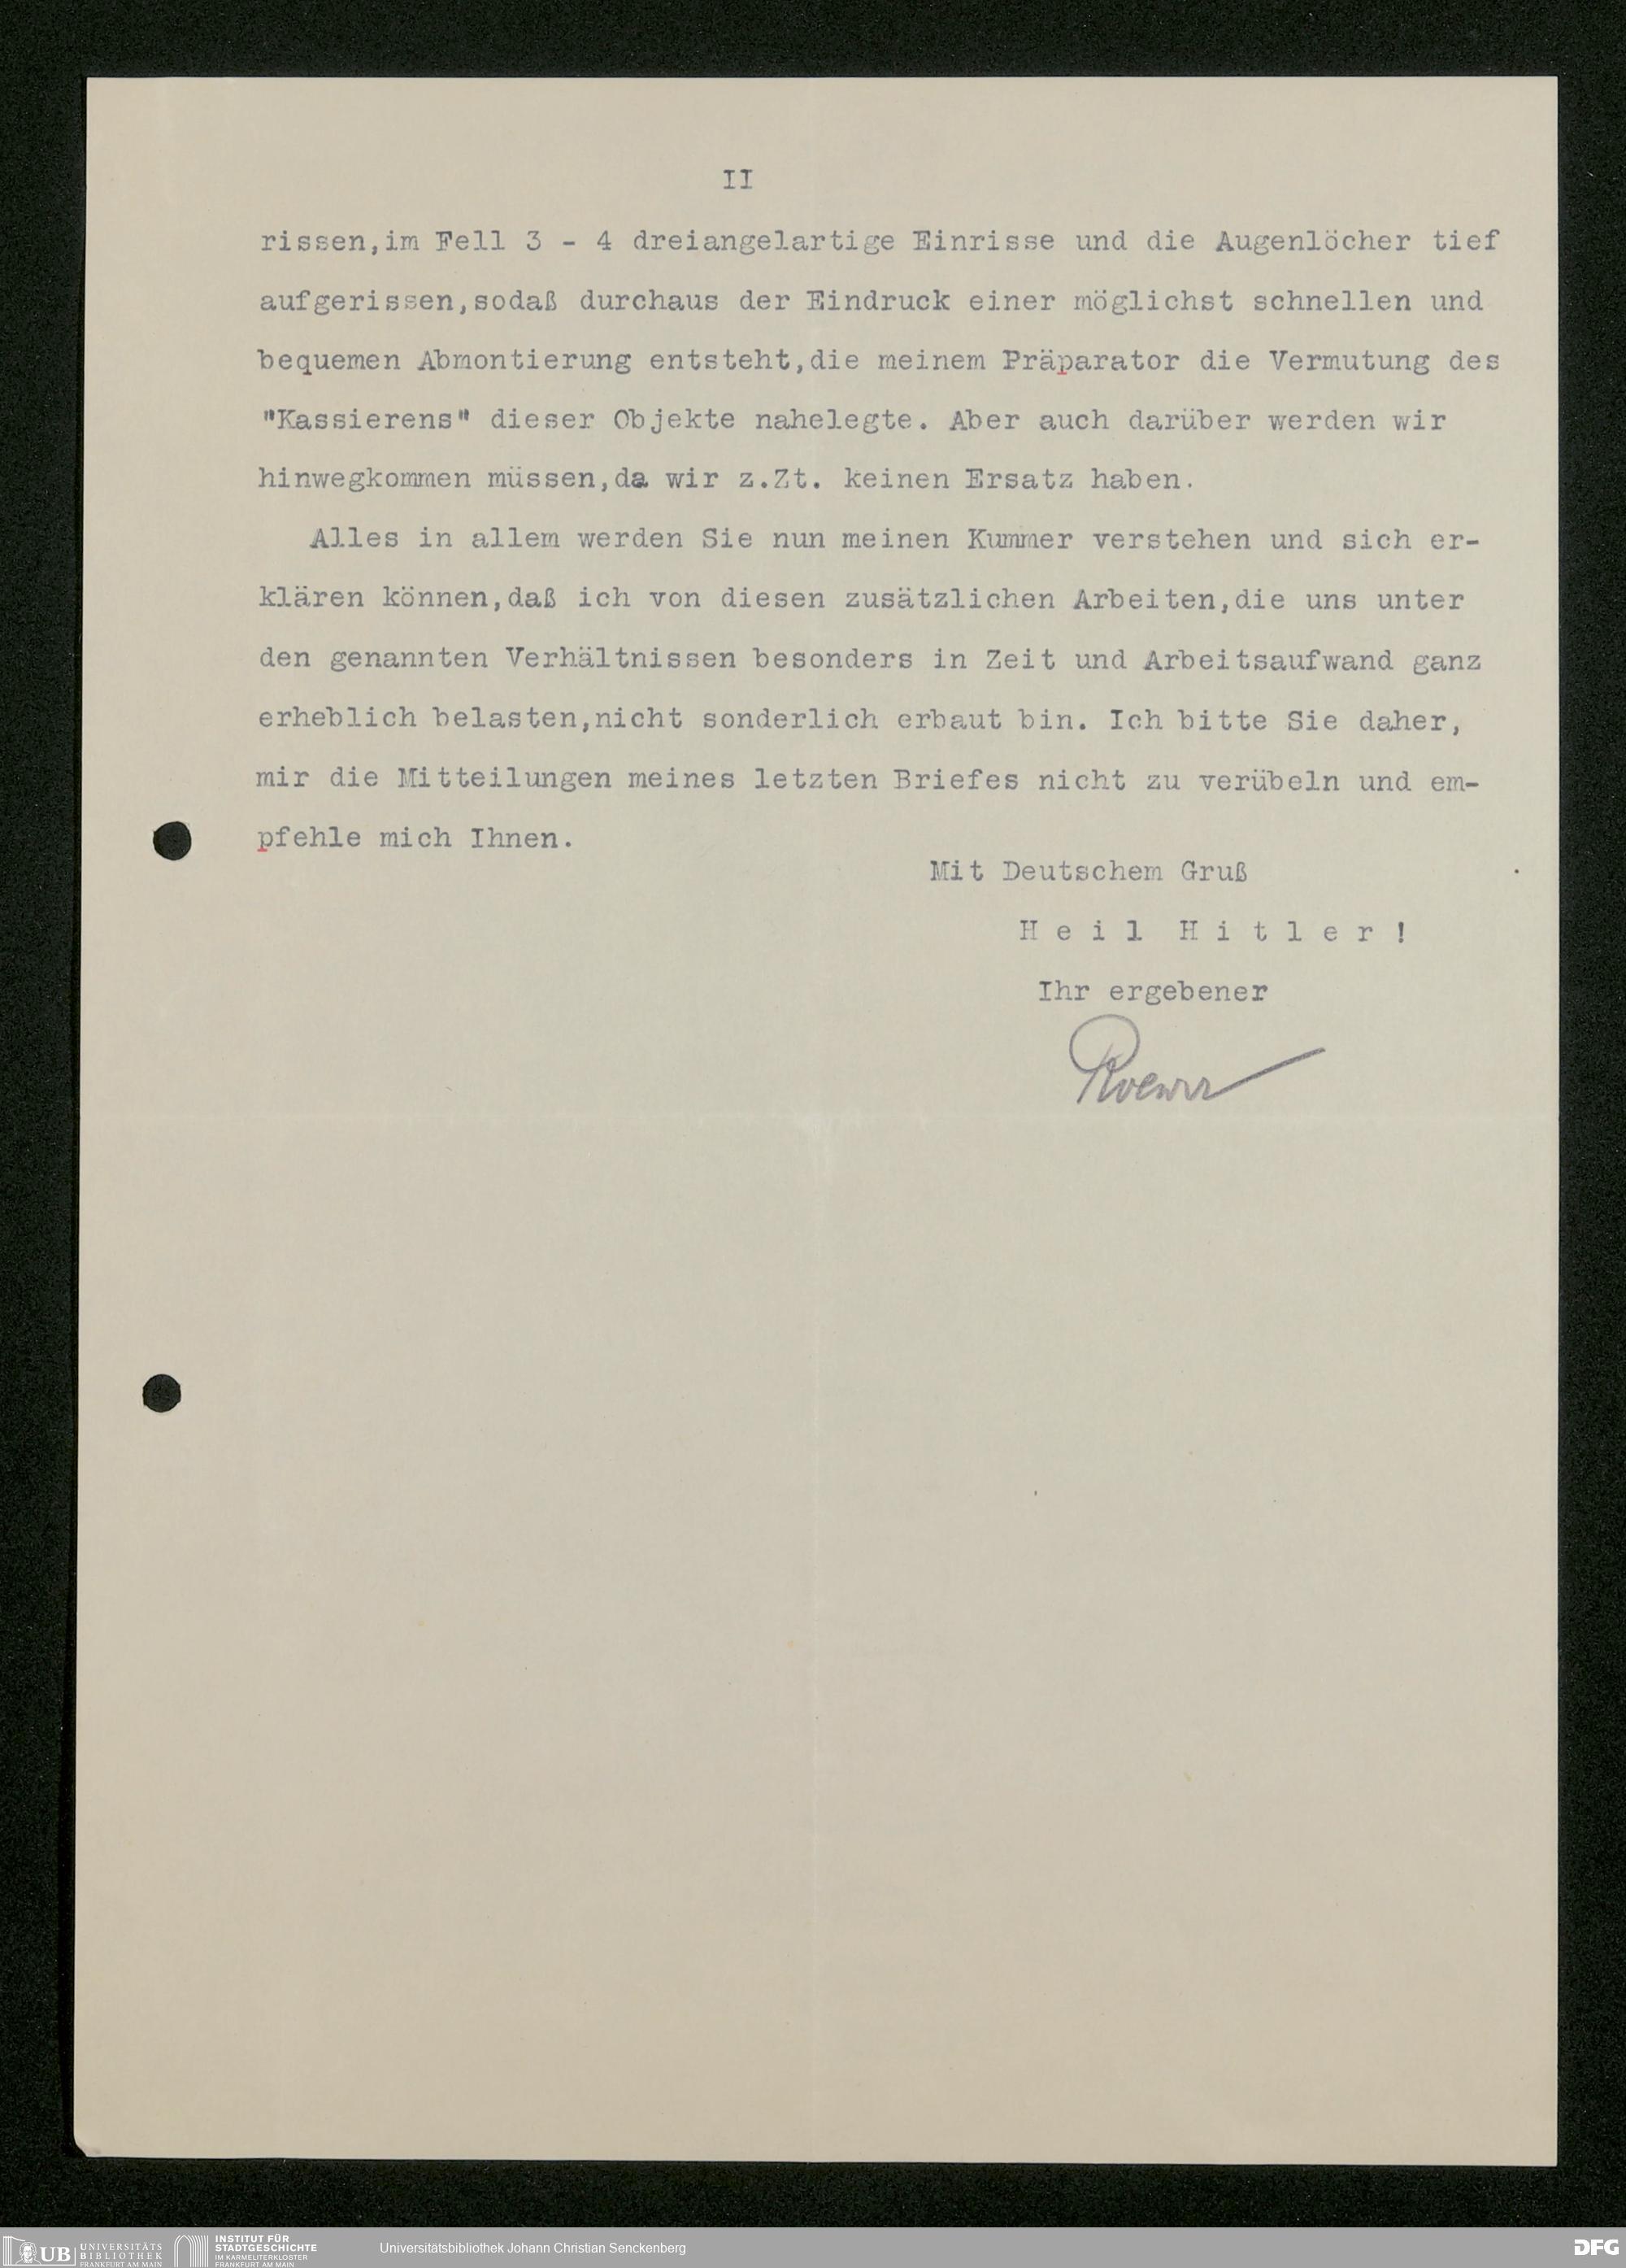 II
rissen,im Fell 3 - 4 dreiangelartige Einrisse und die Augenlöcher tief
aufgerissen,sodaß durchaus der Eindruck einer möglichst schnellen und
bequemen Abmontierung entsteht,die meinem Präparator die Vermutung des
"Kassierens" dieser Objekte nahelegte. Aber auch darüber werden wir
hinwegkommen müssen,da wir z.Zt. keinen Ersatz haben.
Alles in allem werden Sie nun meinen Kummer verstehen und sich er-
klären können,daß ich von diesen zusätzlichen Arbeiten,die uns unter
den genannten Verhältnissen besonders in Zeit und Arbeitsaufwand ganz
erheblich belasten,nicht sonderlich erbaut bin. Ich bitte Sie daher,
mir die Mitteilungen meines letzten Briefes nicht zu verübeln und em-
pfehle mich Ihnen.
Mit Deutschem Gruß
H e i l  H i t l e r !
Ihr ergebener
Roewer
UB UNIVERSITÄTS
BIBLIOTHEK
FRANKFURT AM MAIN
INSTITUT FÜR
STADTGESCHICHTE
IM KARMELITERKLOSTER
FRANKFURT AM MAIN
Universitätsbibliothek Johann Christian Senckenberg
DFG